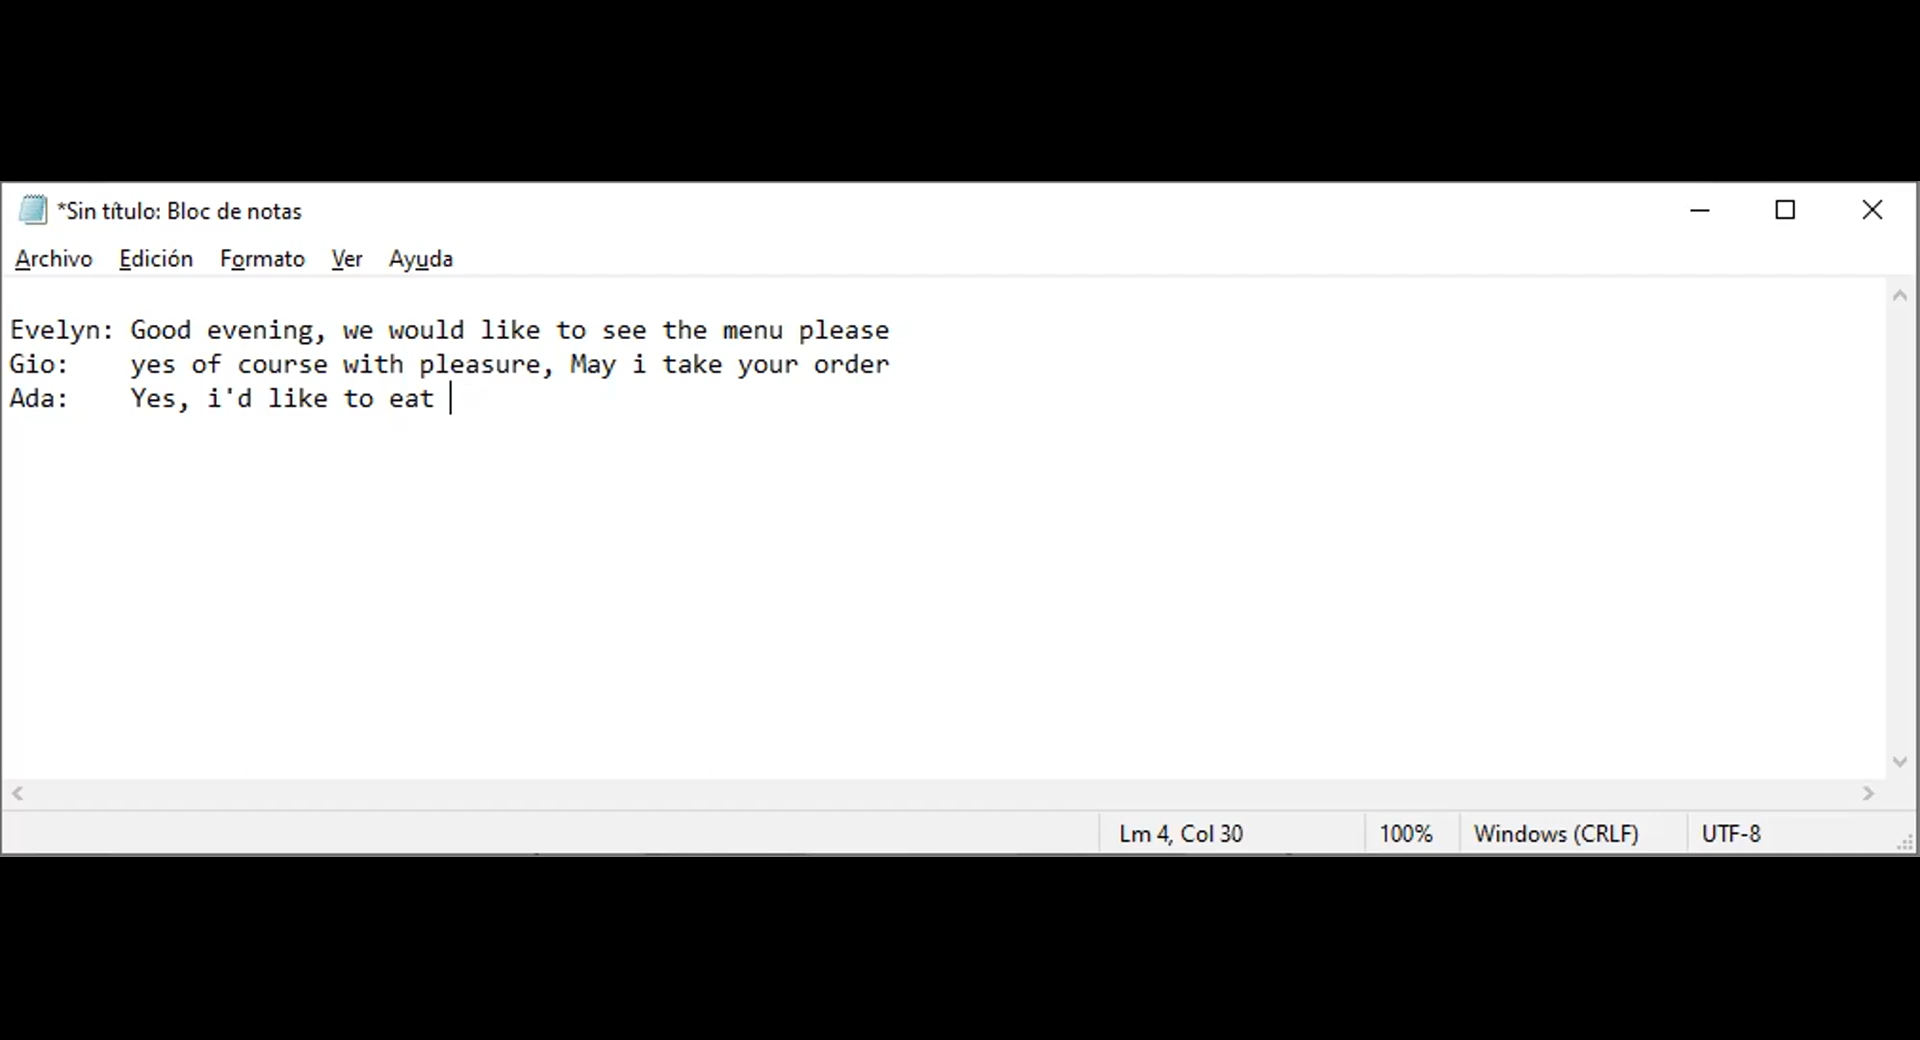 *Sin título: Bloc de notas
Archivo Edición Formato Ver Ayuda
Evelyn: Good evening, we would like to see the menu please
Gio: yes of course with pleasure, May i take your order
Ada: Yes, i'd like to eat
Lm 4, Col 30 100% Windows (CRLF) UTF-8